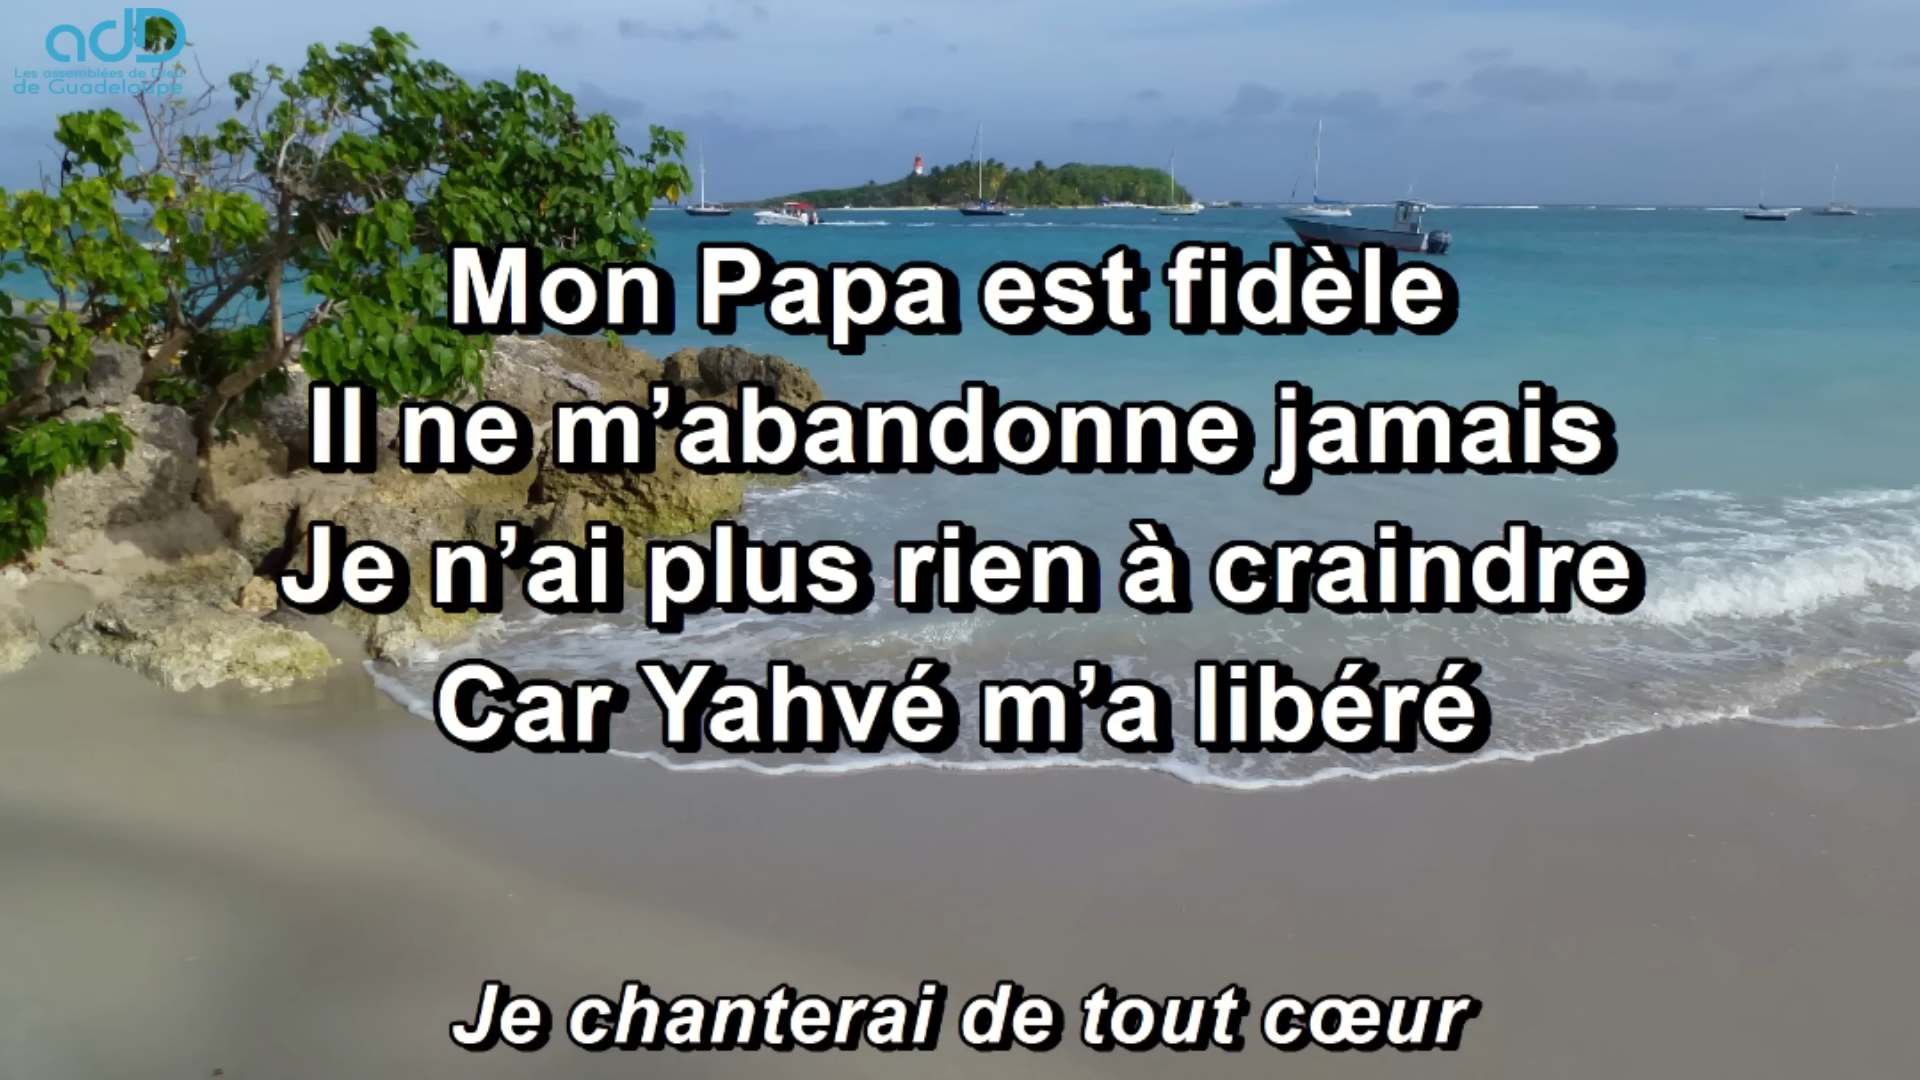 adD
Les assemblées de Dieu
de Guadeloupe
Mon Papa est fidèle
Il ne m’abandonne jamais
Je n’ai plus rien à craindre
Car Yahvé m’a libéré
Je chanterai de tout cœur